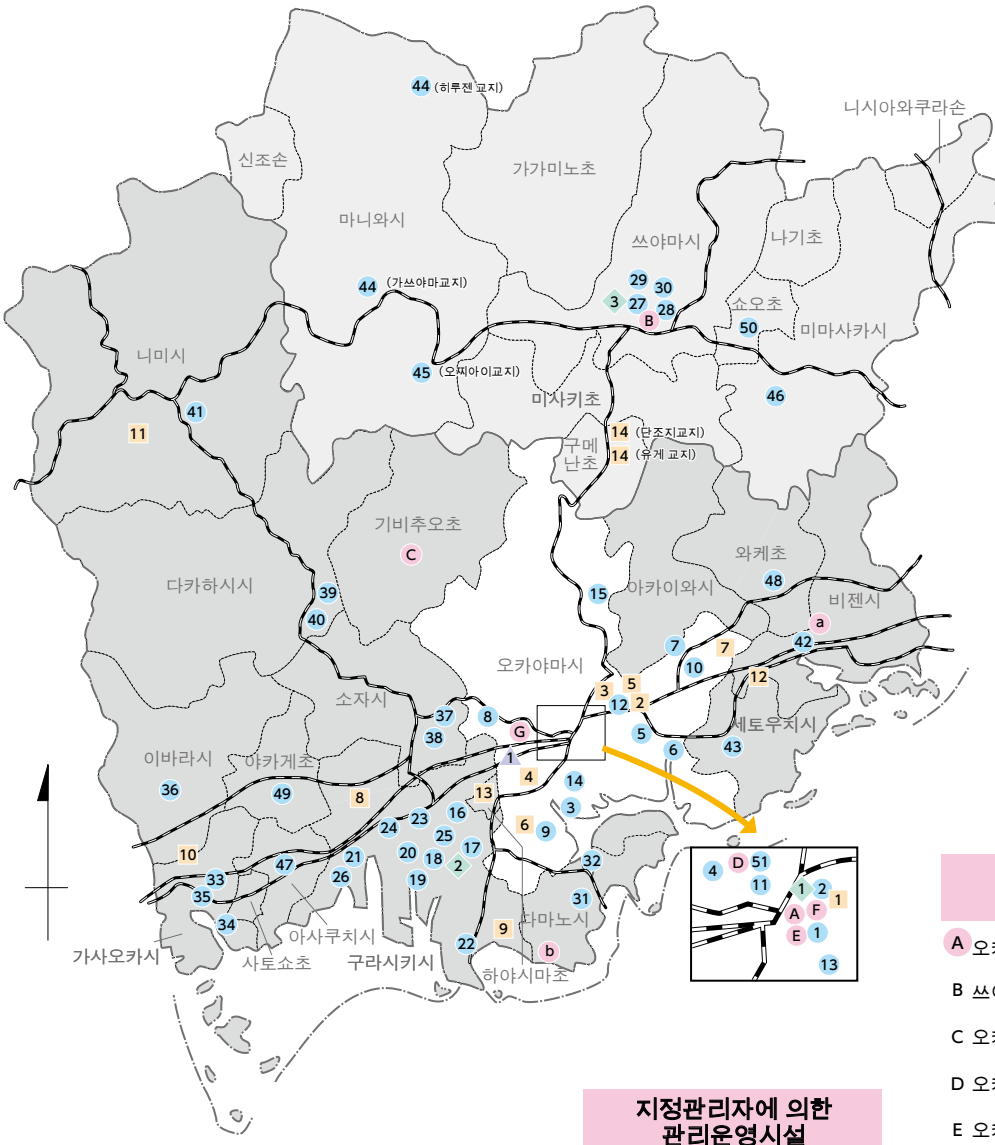 44 (히루젠 교지)
니시아와쿠라손
신조손
가가미노초
마니와시
쓰야마시
나기초
44 (가쓰야마교지)
29
30
3
27
28
B
쇼오초
50
미마사카시
니미시
45 (오찌아이교지)
46
미사키초
41
11
14 (단조지교지)
14 (유게 교지)
구메
난초
기비추오초
C
와케초
48
다카하시시
39
40
15
아카이와시
비젠시
a
42
7
7
10
오카야마시
12
소자시
3
5
2
12
37
8
G
38
5
세토우치시
6
43
이바라시
야카게초
1
36
49
8
4
14
13
3
16
23
24
25
6
9
10
47
21
20
18
17
2
32
33
26
19
35
31
34
다마노시
9
아사쿠치시
22
b
가사오카시
사토쇼초
구라시키시
하야시마초
4
D
51
11
1
2
1
A
F
E
1
13
A 오카
B 쓰야
C 오카
D 오카
E 오카
지정관리자에 의한
관리운영시설